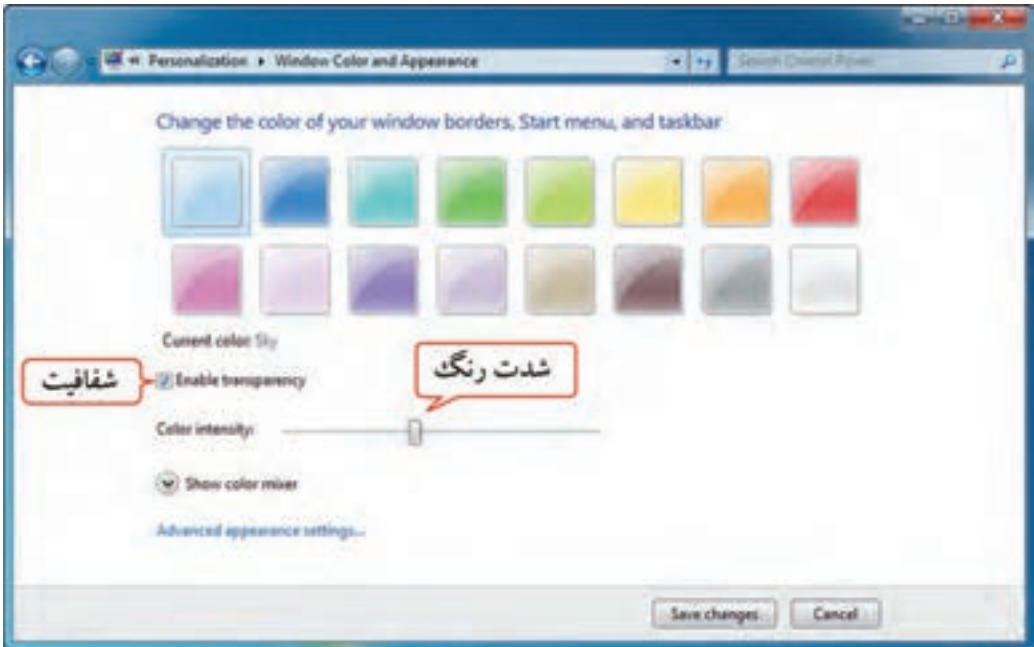 « Personalization ▸ Window Color and Appearance
Search Control Panel
Change the color of your window borders, Start menu, and taskbar
Current color: Sky
شفافیت
Enable transparency
شدت رنگ
Color intensity:
Show color mixer
Advanced appearance settings...
Save changes
Cancel